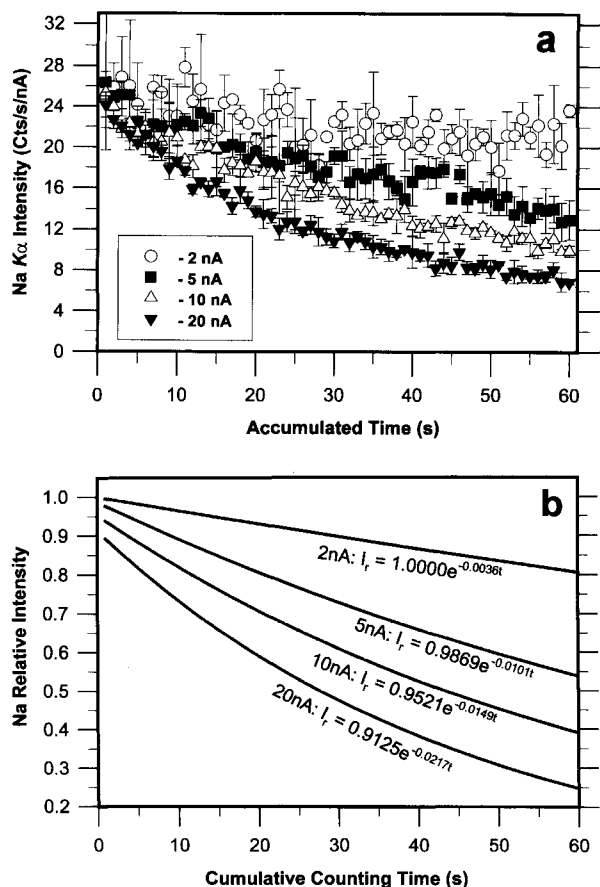 a
Na Kα Intensity (Cts/s/nA)
32
28
24
20
16
12
8
4
0
- 2 nA
- 5 nA
- 10 nA
- 20 nA
0 10 20 30 40 50 60
Accumulated Time (s)
b
Na Relative Intensity
1.0
0.9
0.8
0.7
0.6
0.5
0.4
0.3
0.2
2nA: I_r = 1.0000e^-0.0036t
5nA: I_r = 0.9869e^-0.0101t
10nA: I_r = 0.9521e^-0.0149t
20nA: I_r = 0.9125e^-0.0217t
0 10 20 30 40 50 60
Cumulative Counting Time (s)